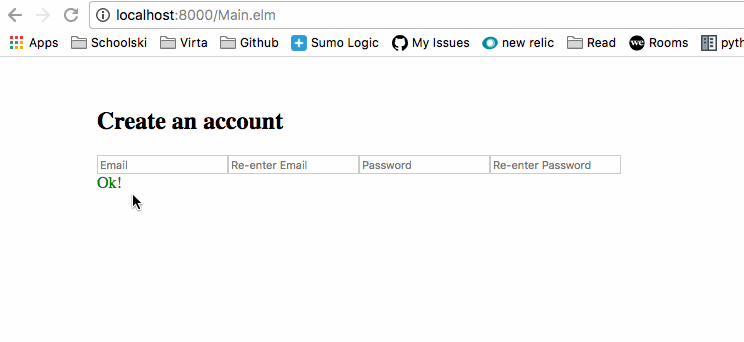 localhost:8000/Main.elm
Apps Schoolski Virta Github Sumo Logic My Issues new relic Read we Rooms pyth
Create an account
Email Re-enter Email Password Re-enter Password
Ok!